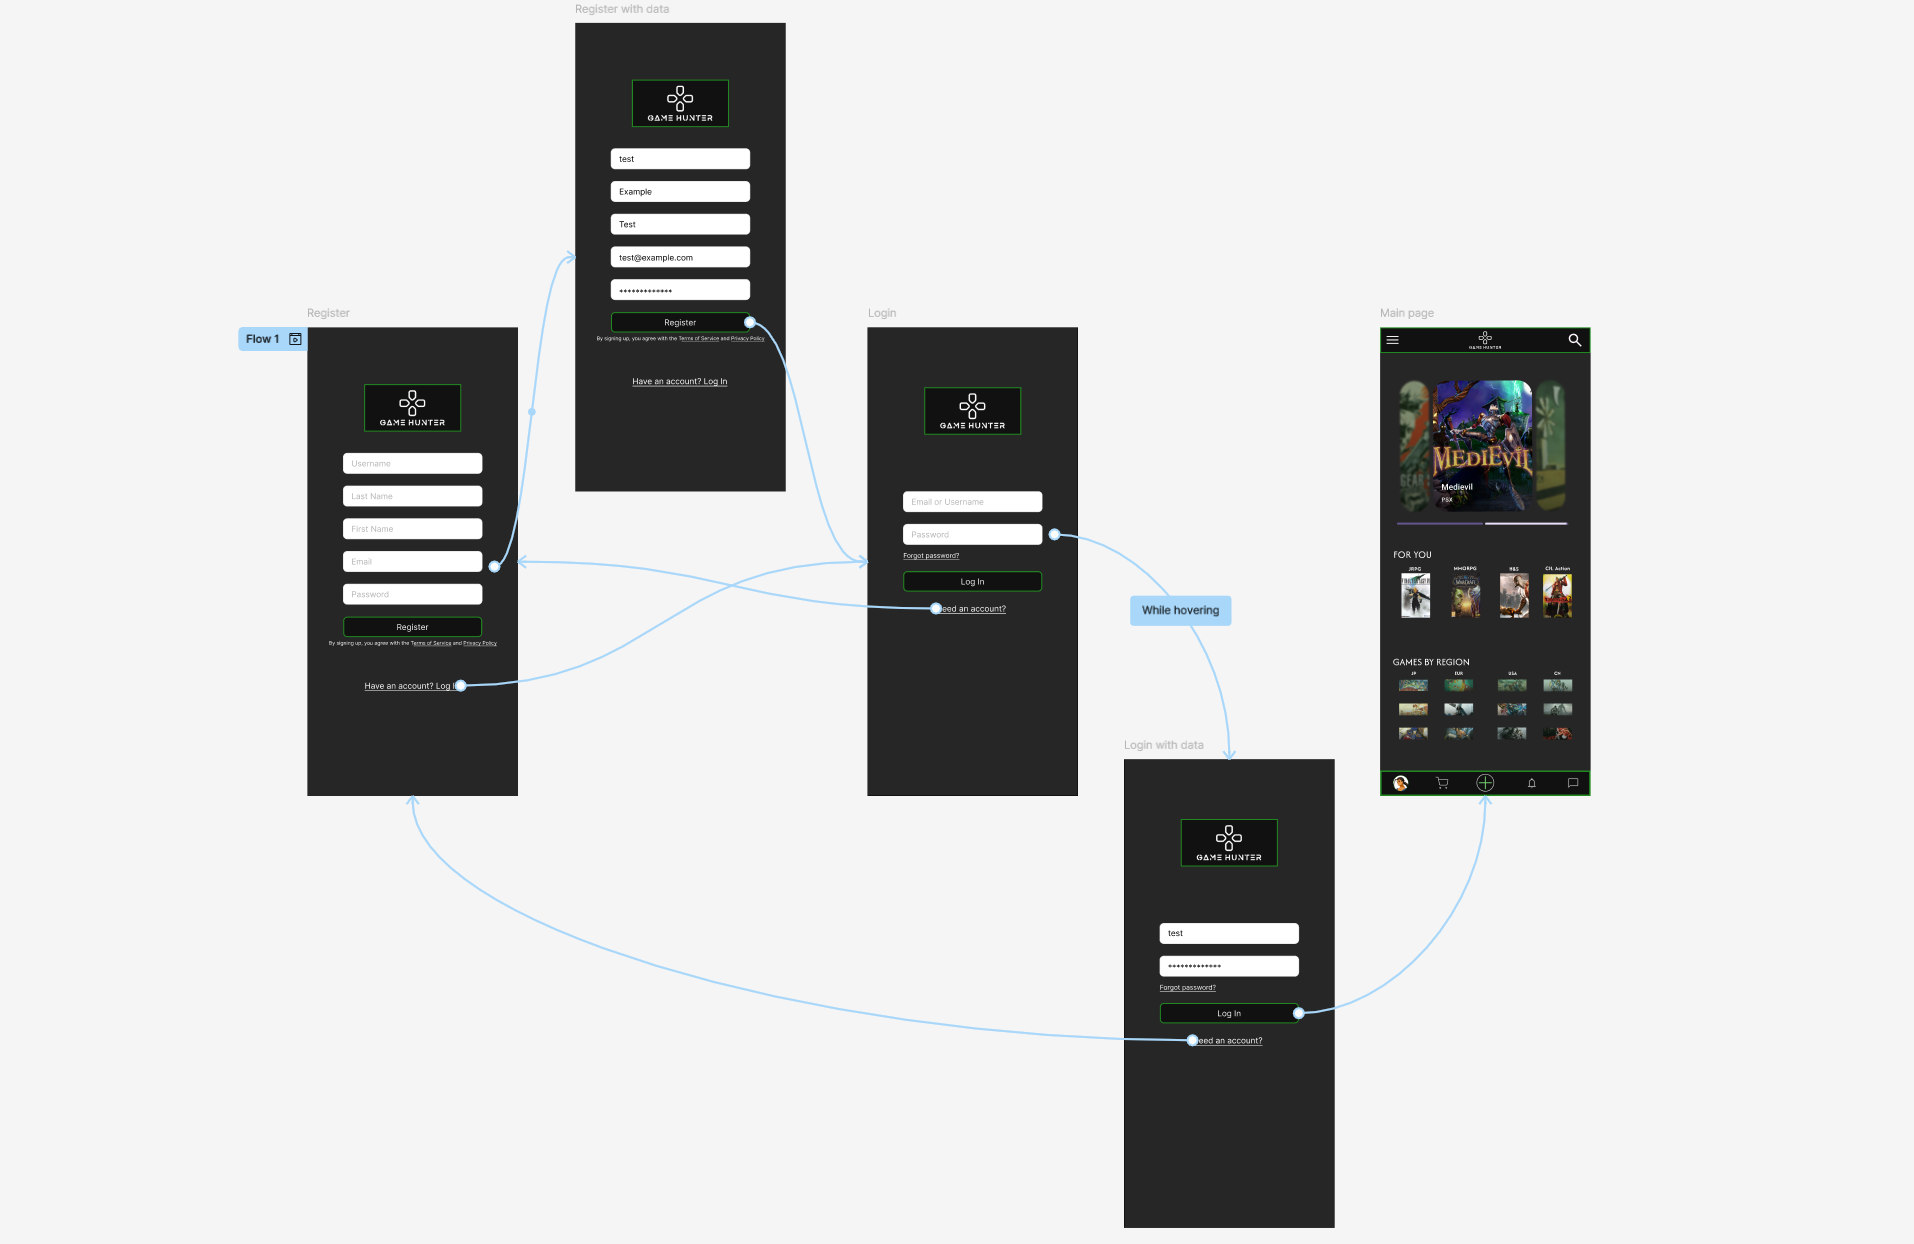 Register with data
GAME HUNTER
test
Example
Test
test@example.com
*************
Register
By signing up, you agree with the Terms of Service and Privacy Policy
Have an account? Log In
Register
Flow 1
GAME HUNTER
Username
Last Name
First Name
Email
Password
Register
By signing up, you agree with the Terms of Service and Privacy Policy
Have an account? Log
Login
GAME HUNTER
Email or Username
Password
Forgot password?
Log In
eed an account?
While hovering
Login with data
GAME HUNTER
test
*************
Forgot password?
Log In
eed an account?
Main page
GAME HUNTER
GEAR
MEDIEVIL
Medievil
PSX
FOR YOU
JRPG MMORPG H&S CH. Action
GAMES BY REGION
JP EUR USA CH